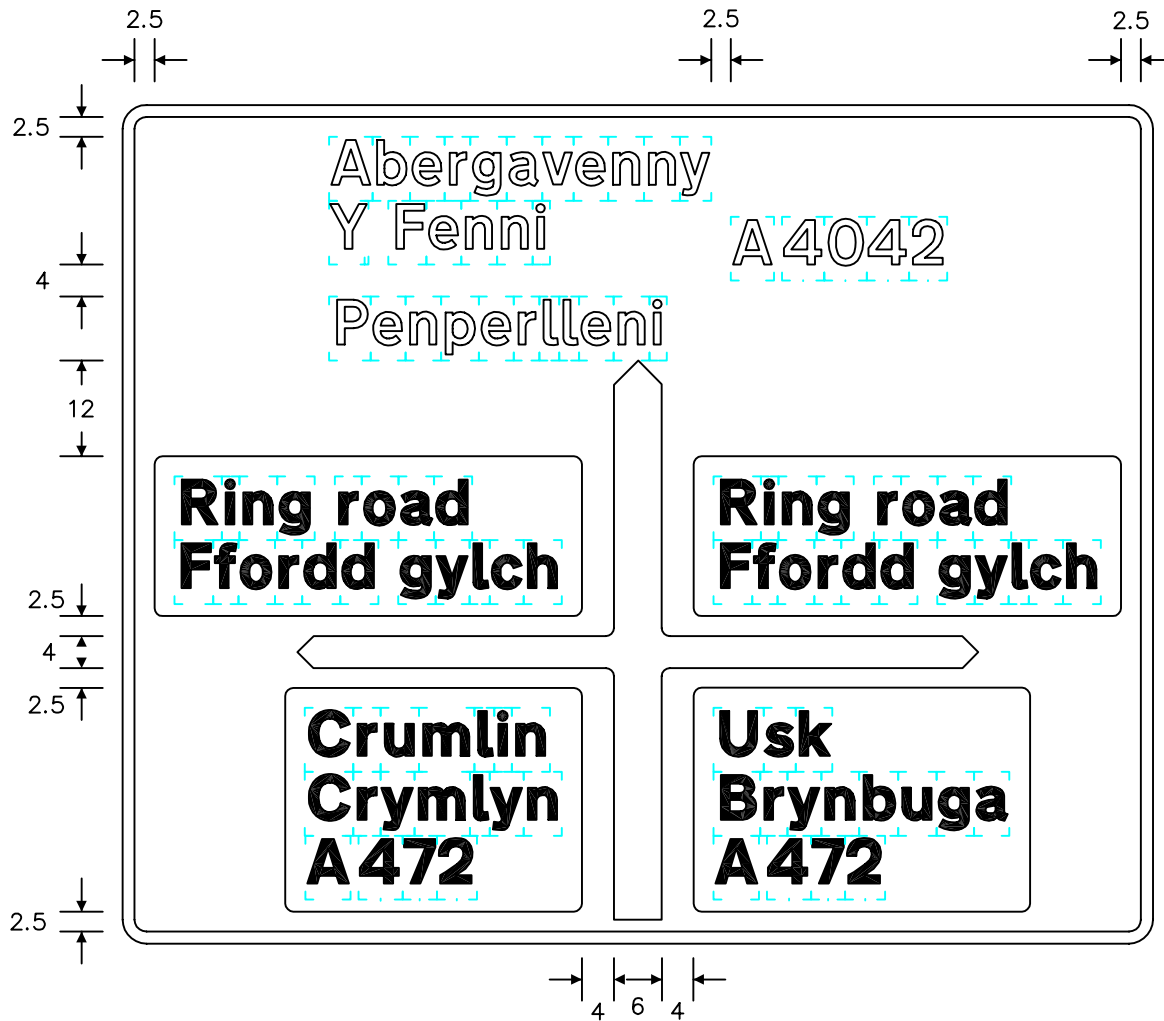 2.5 2.5 2.5
2.5
Abergavenny
Y Fenni
A4042
4
Penperlleni
12
Ring road
Ffordd gylch
Ring road
Ffordd gylch
2.5
4
2.5
Crumlin
Crymlyn
A472
Usk
Brynbuga
A472
2.5
4 6 4